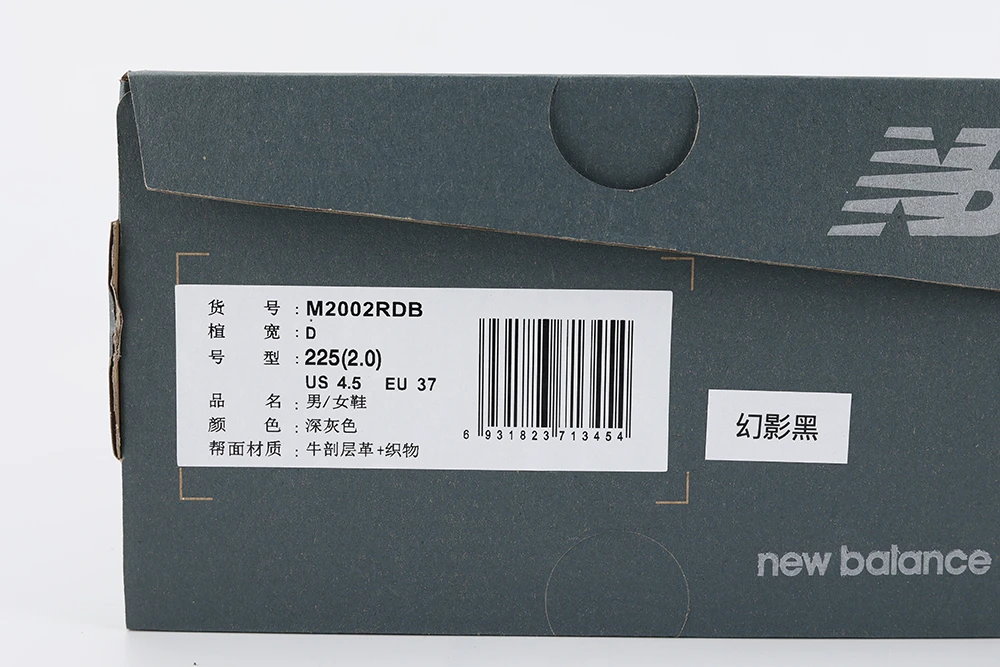 货 号 : M2002RDB
楦 宽 : D
号 型 : 225(2.0)
US 4.5 EU 37
品 名 : 男/女鞋
颜 色 : 深灰色
帮面材质 : 牛剖层革+织物
6 931823 713454
幻影黑
new balance